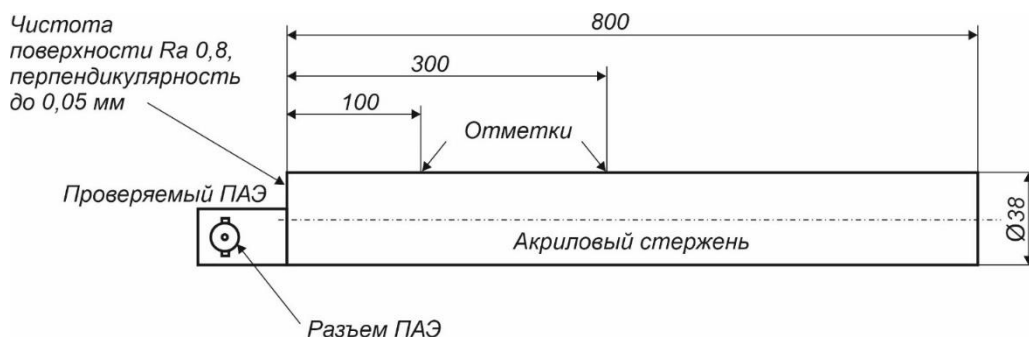 Чистота
поверхности Ra 0,8,
перпендикулярность
до 0,05 мм
800
300
100
Отметки
Проверяемый ПАЭ
Акриловый стержень
Ø38
Разъем ПАЭ